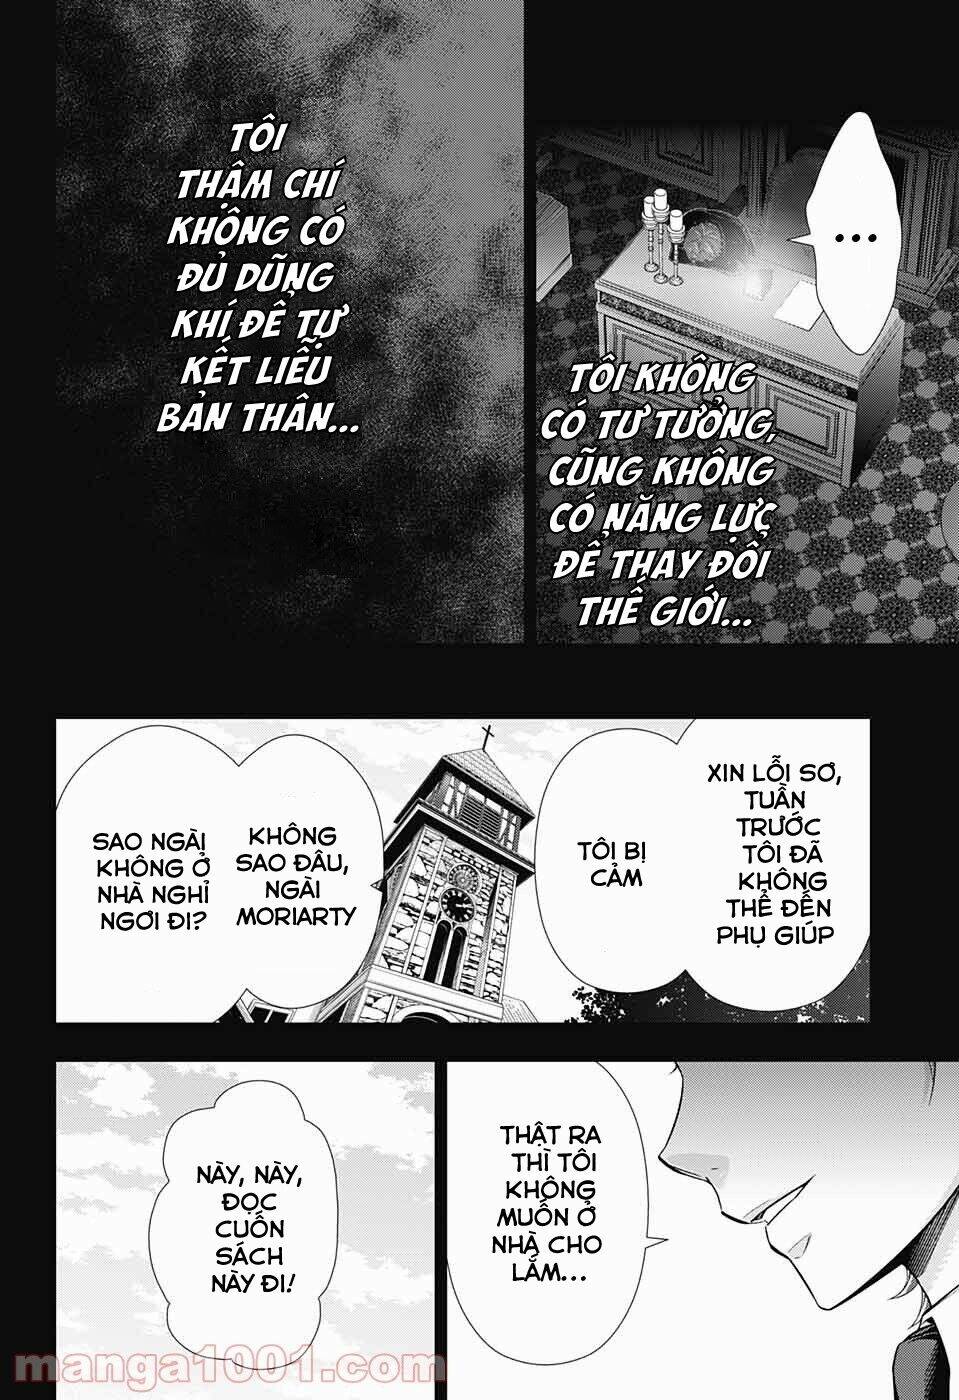 ...
TÔI KHÔNG
CÓ TƯ TƯỞNG,
CŨNG KHÔNG
CÓ NĂNG LỰC
ĐỂ THAY ĐỔI
THẾ GIỚI...
TÔI
THẬM CHÍ
KHÔNG CÓ
ĐỦ DŨNG
KHÍ ĐỂ TỰ
KẾT LIỄU
BẢN THÂN...
XIN LỖI SƠ,
TUẦN
TRƯỚC
TÔI ĐÃ
KHÔNG
THỂ ĐẾN
PHỤ GIÚP
TÔI BỊ
CẢM
KHÔNG
SAO ĐÂU,
NGÀI
MORIARTY
SAO NGÀI
KHÔNG Ở
NHÀ NGHỈ
NGƠI ĐI?
THẬT RA
THÌ TÔI
KHÔNG
MUỐN Ở
NHÀ CHO
LẮM...
NÀY, NÀY,
ĐỌC
CUỐN
SÁCH
NÀY ĐI!
manga1001.com